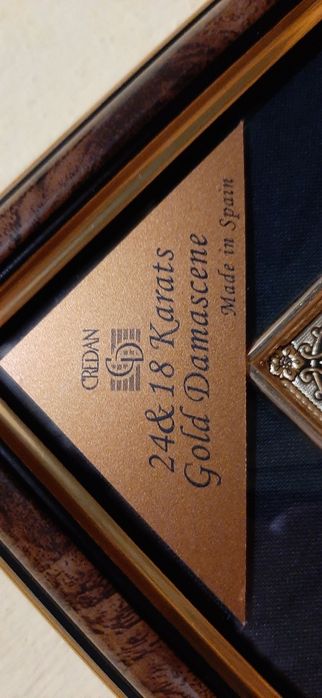 CREDAN
24 & 18 Karats
Gold Damascene
Made in Spain